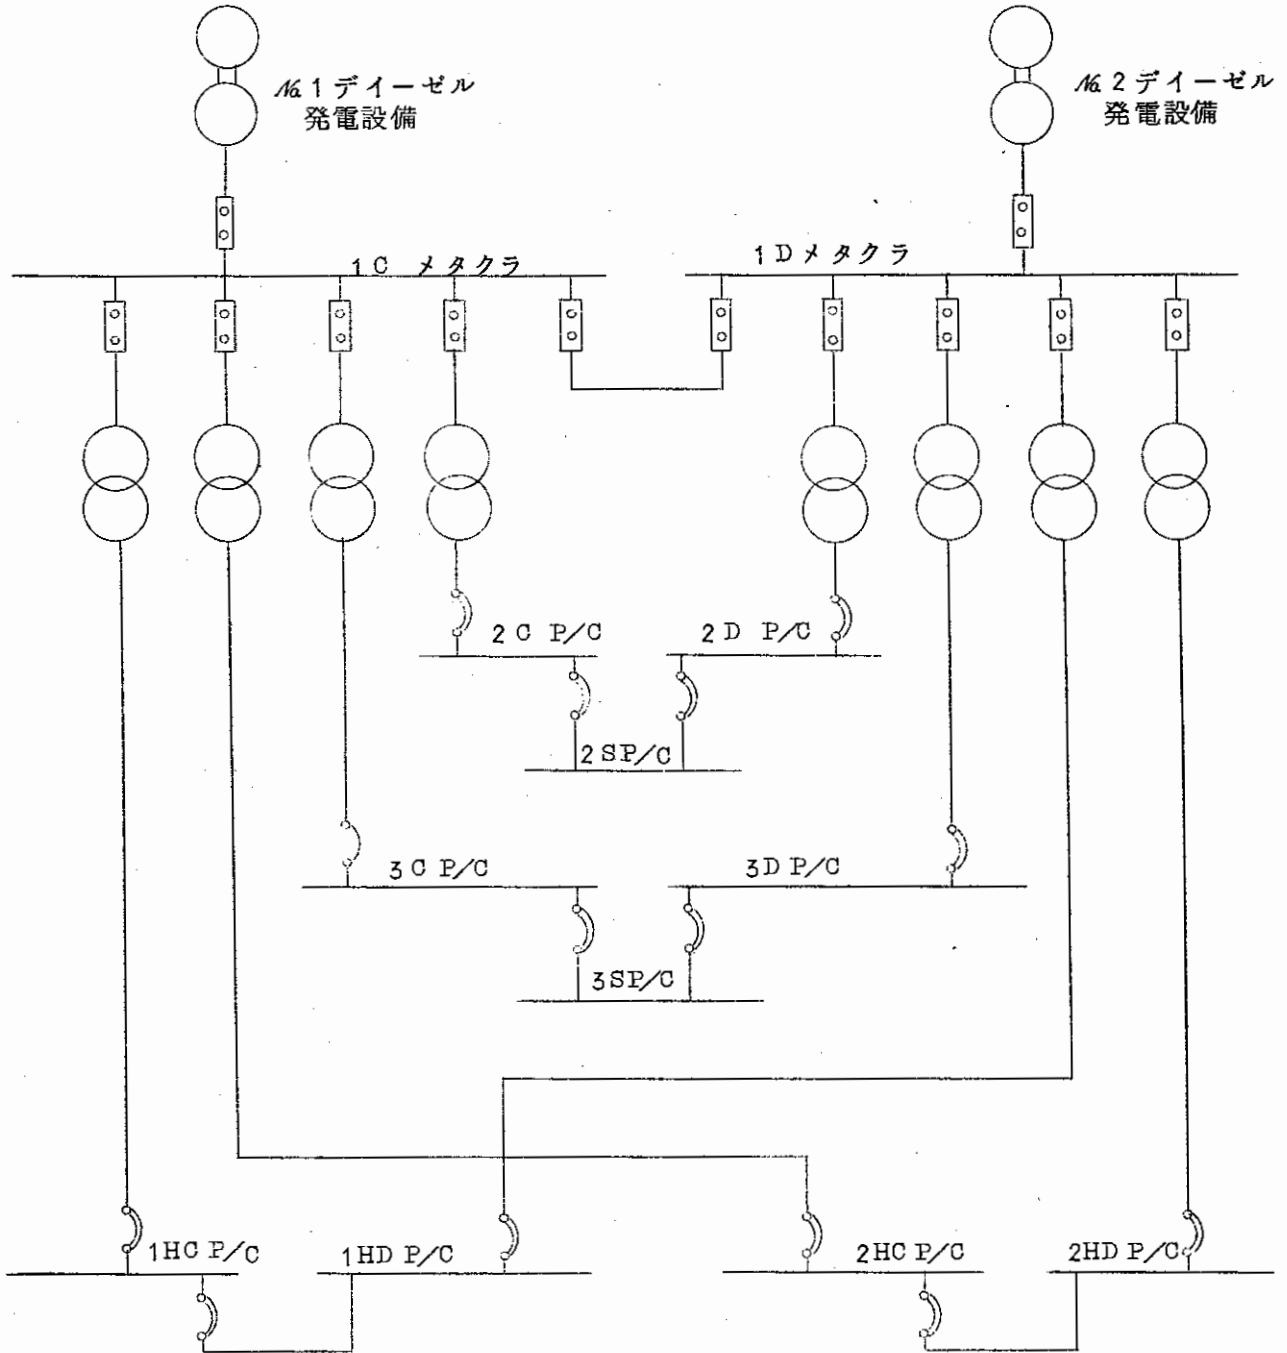 №1デイーゼル
発電設備
№2デイーゼル
発電設備
1C メタクラ
1Dメタクラ
2C P/C
2D P/C
2SP/C
3C P/C
3D P/C
3SP/C
1HC P/C
1HD P/C
2HC P/C
2HD P/C